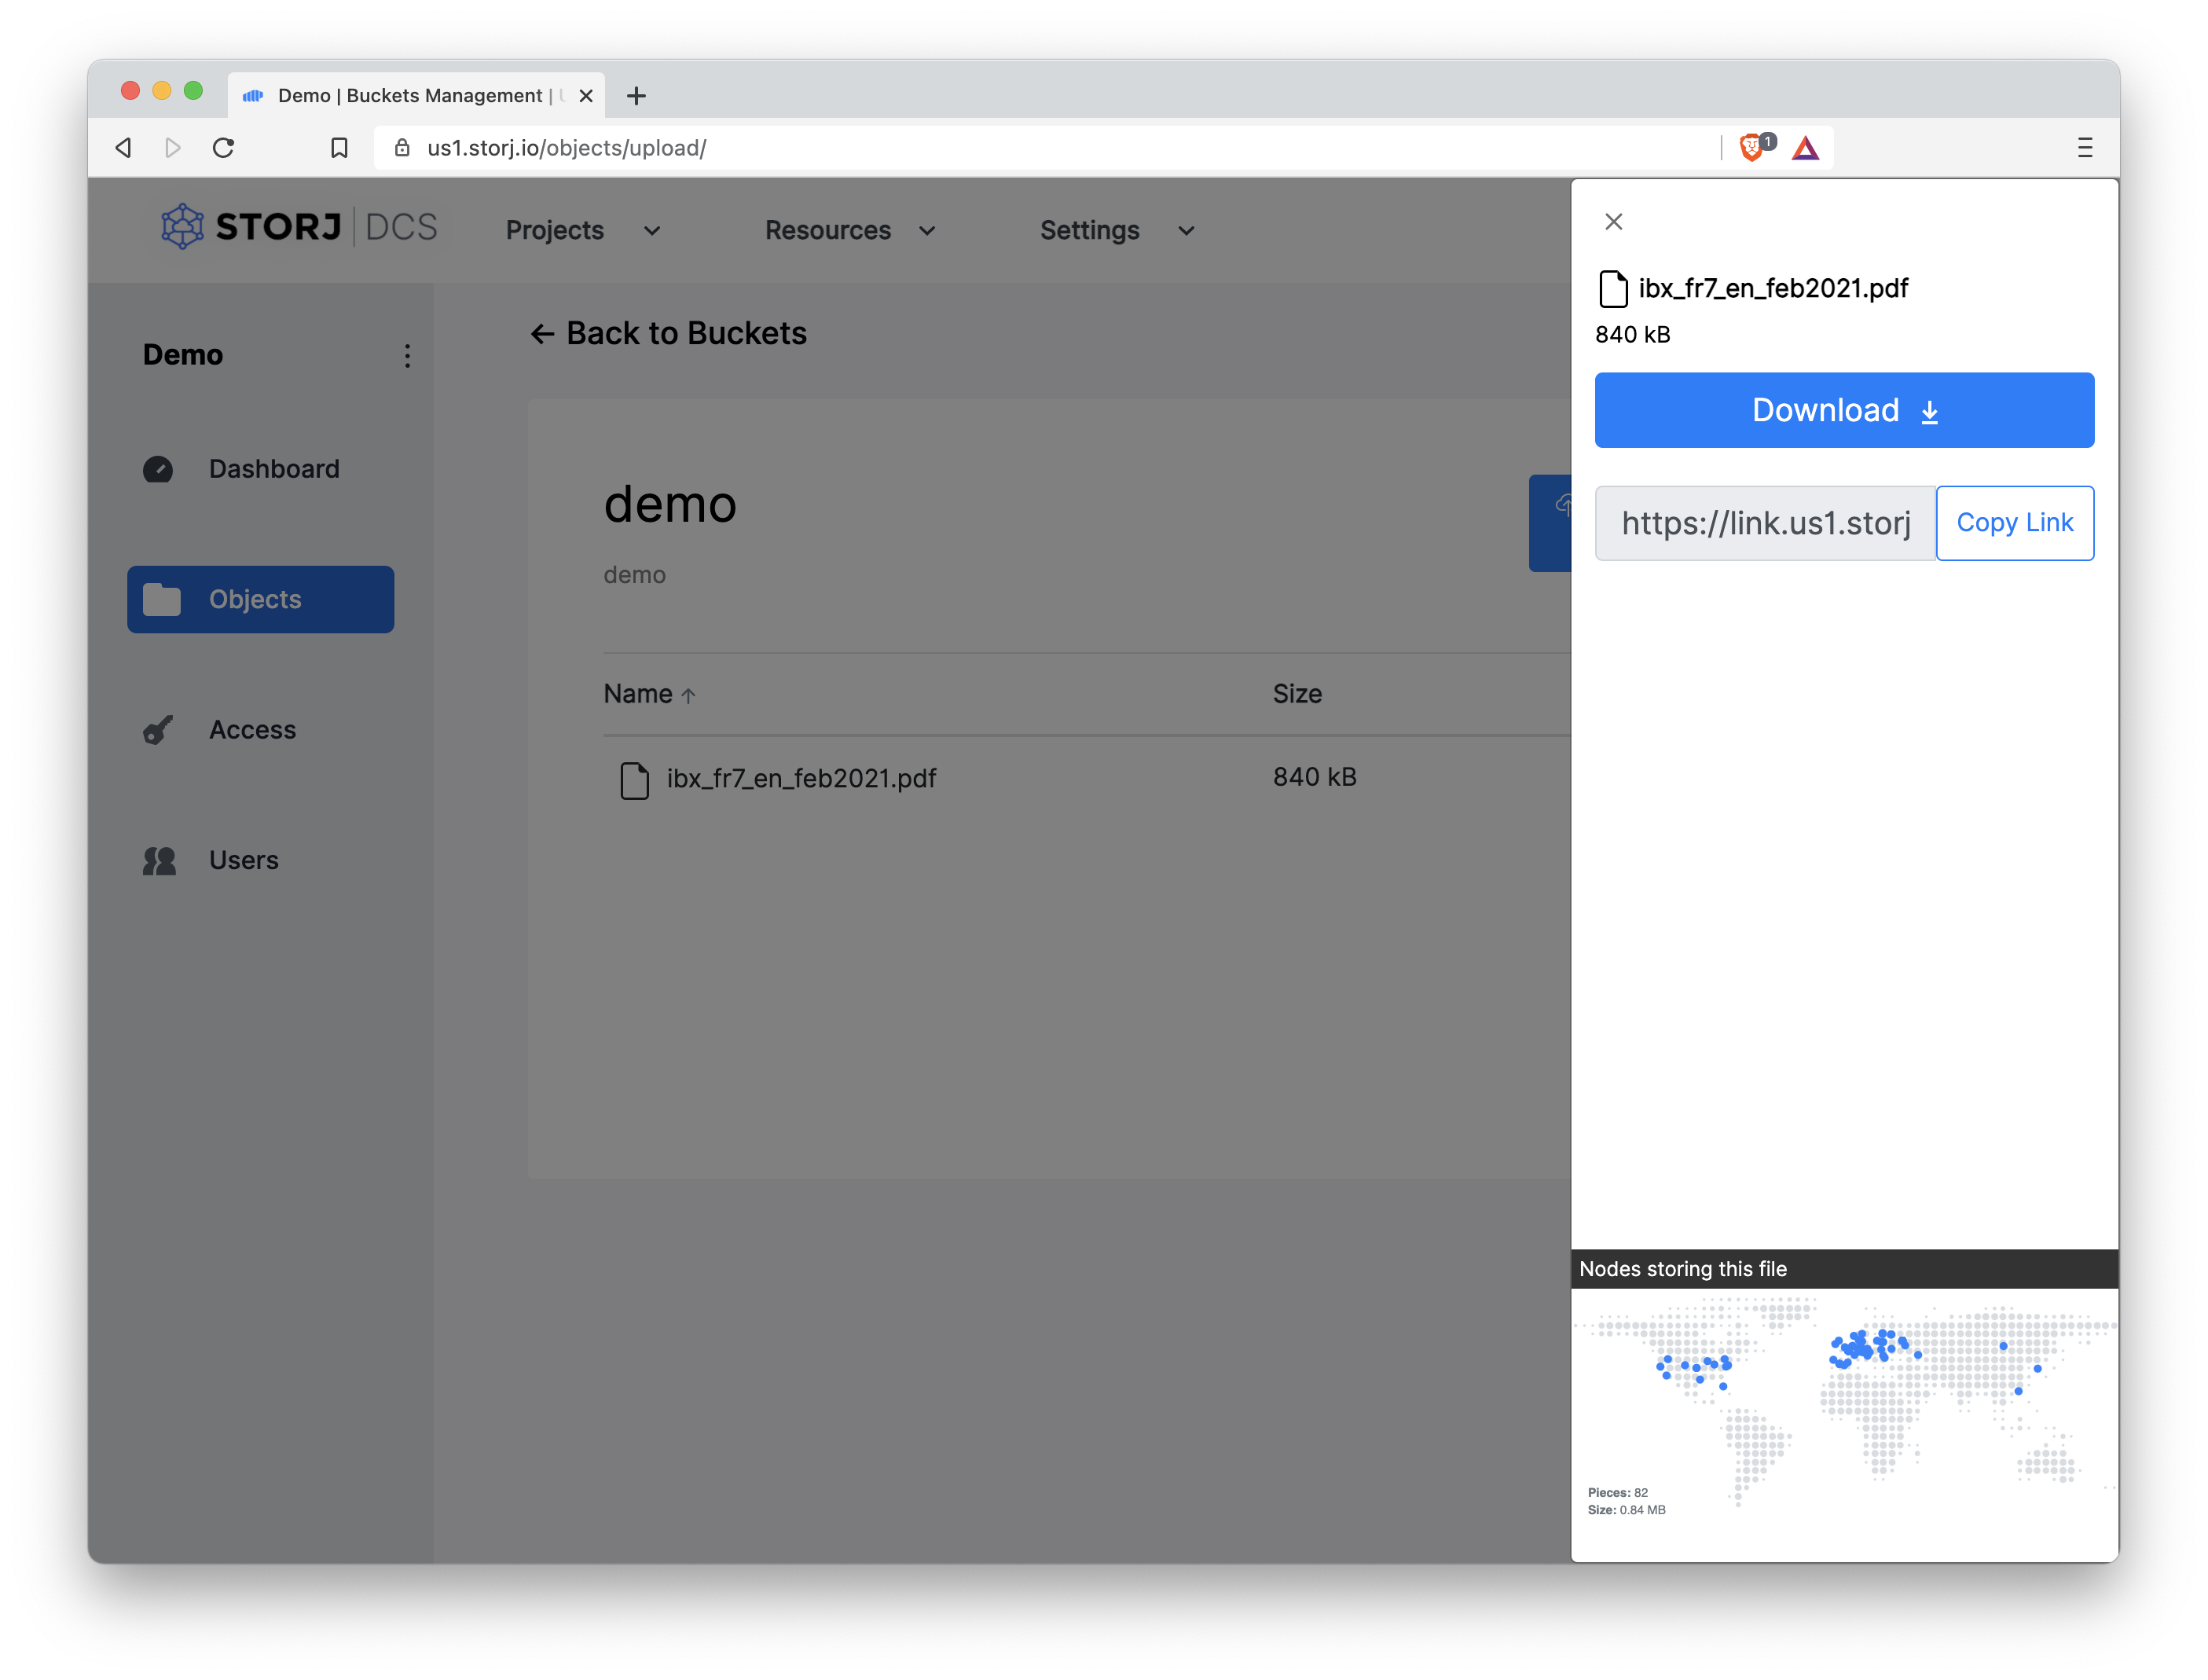 Demo | Buckets Management |
us1.storj.io/objects/upload/
1
STORJ DCS
Projects
Resources
Settings
Demo
Dashboard
Objects
Access
Users
← Back to Buckets
demo
demo
Name ↑
Size
ibx_fr7_en_feb2021.pdf
840 kB
ibx_fr7_en_feb2021.pdf
840 kB
Download
https://link.us1.storj
Copy Link
Nodes storing this file
Pieces: 82
Size: 0.84 MB